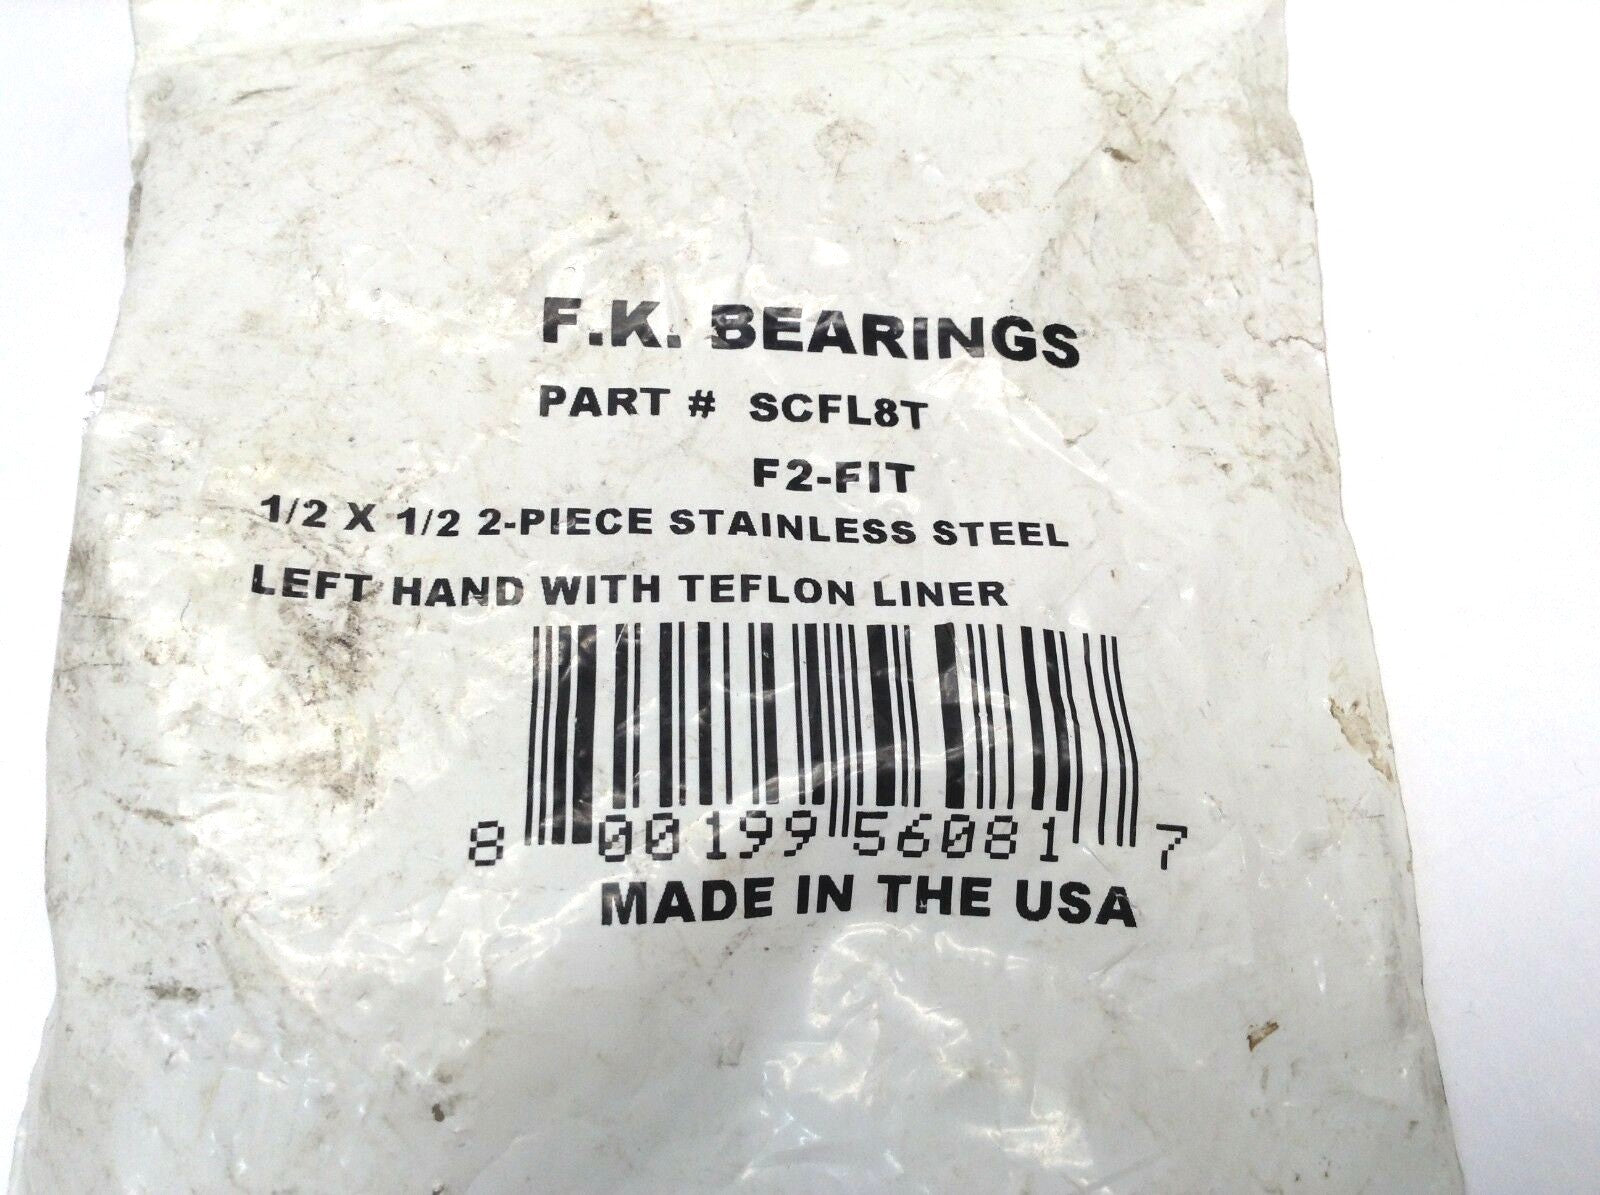 F.K. BEARINGS
PART # SCFL8T
F2-FIT
1/2 X 1/2 2-PIECE STAINLESS STEEL
LEFT HAND WITH TEFLON LINER
8 00199 56081 7
MADE IN THE USA